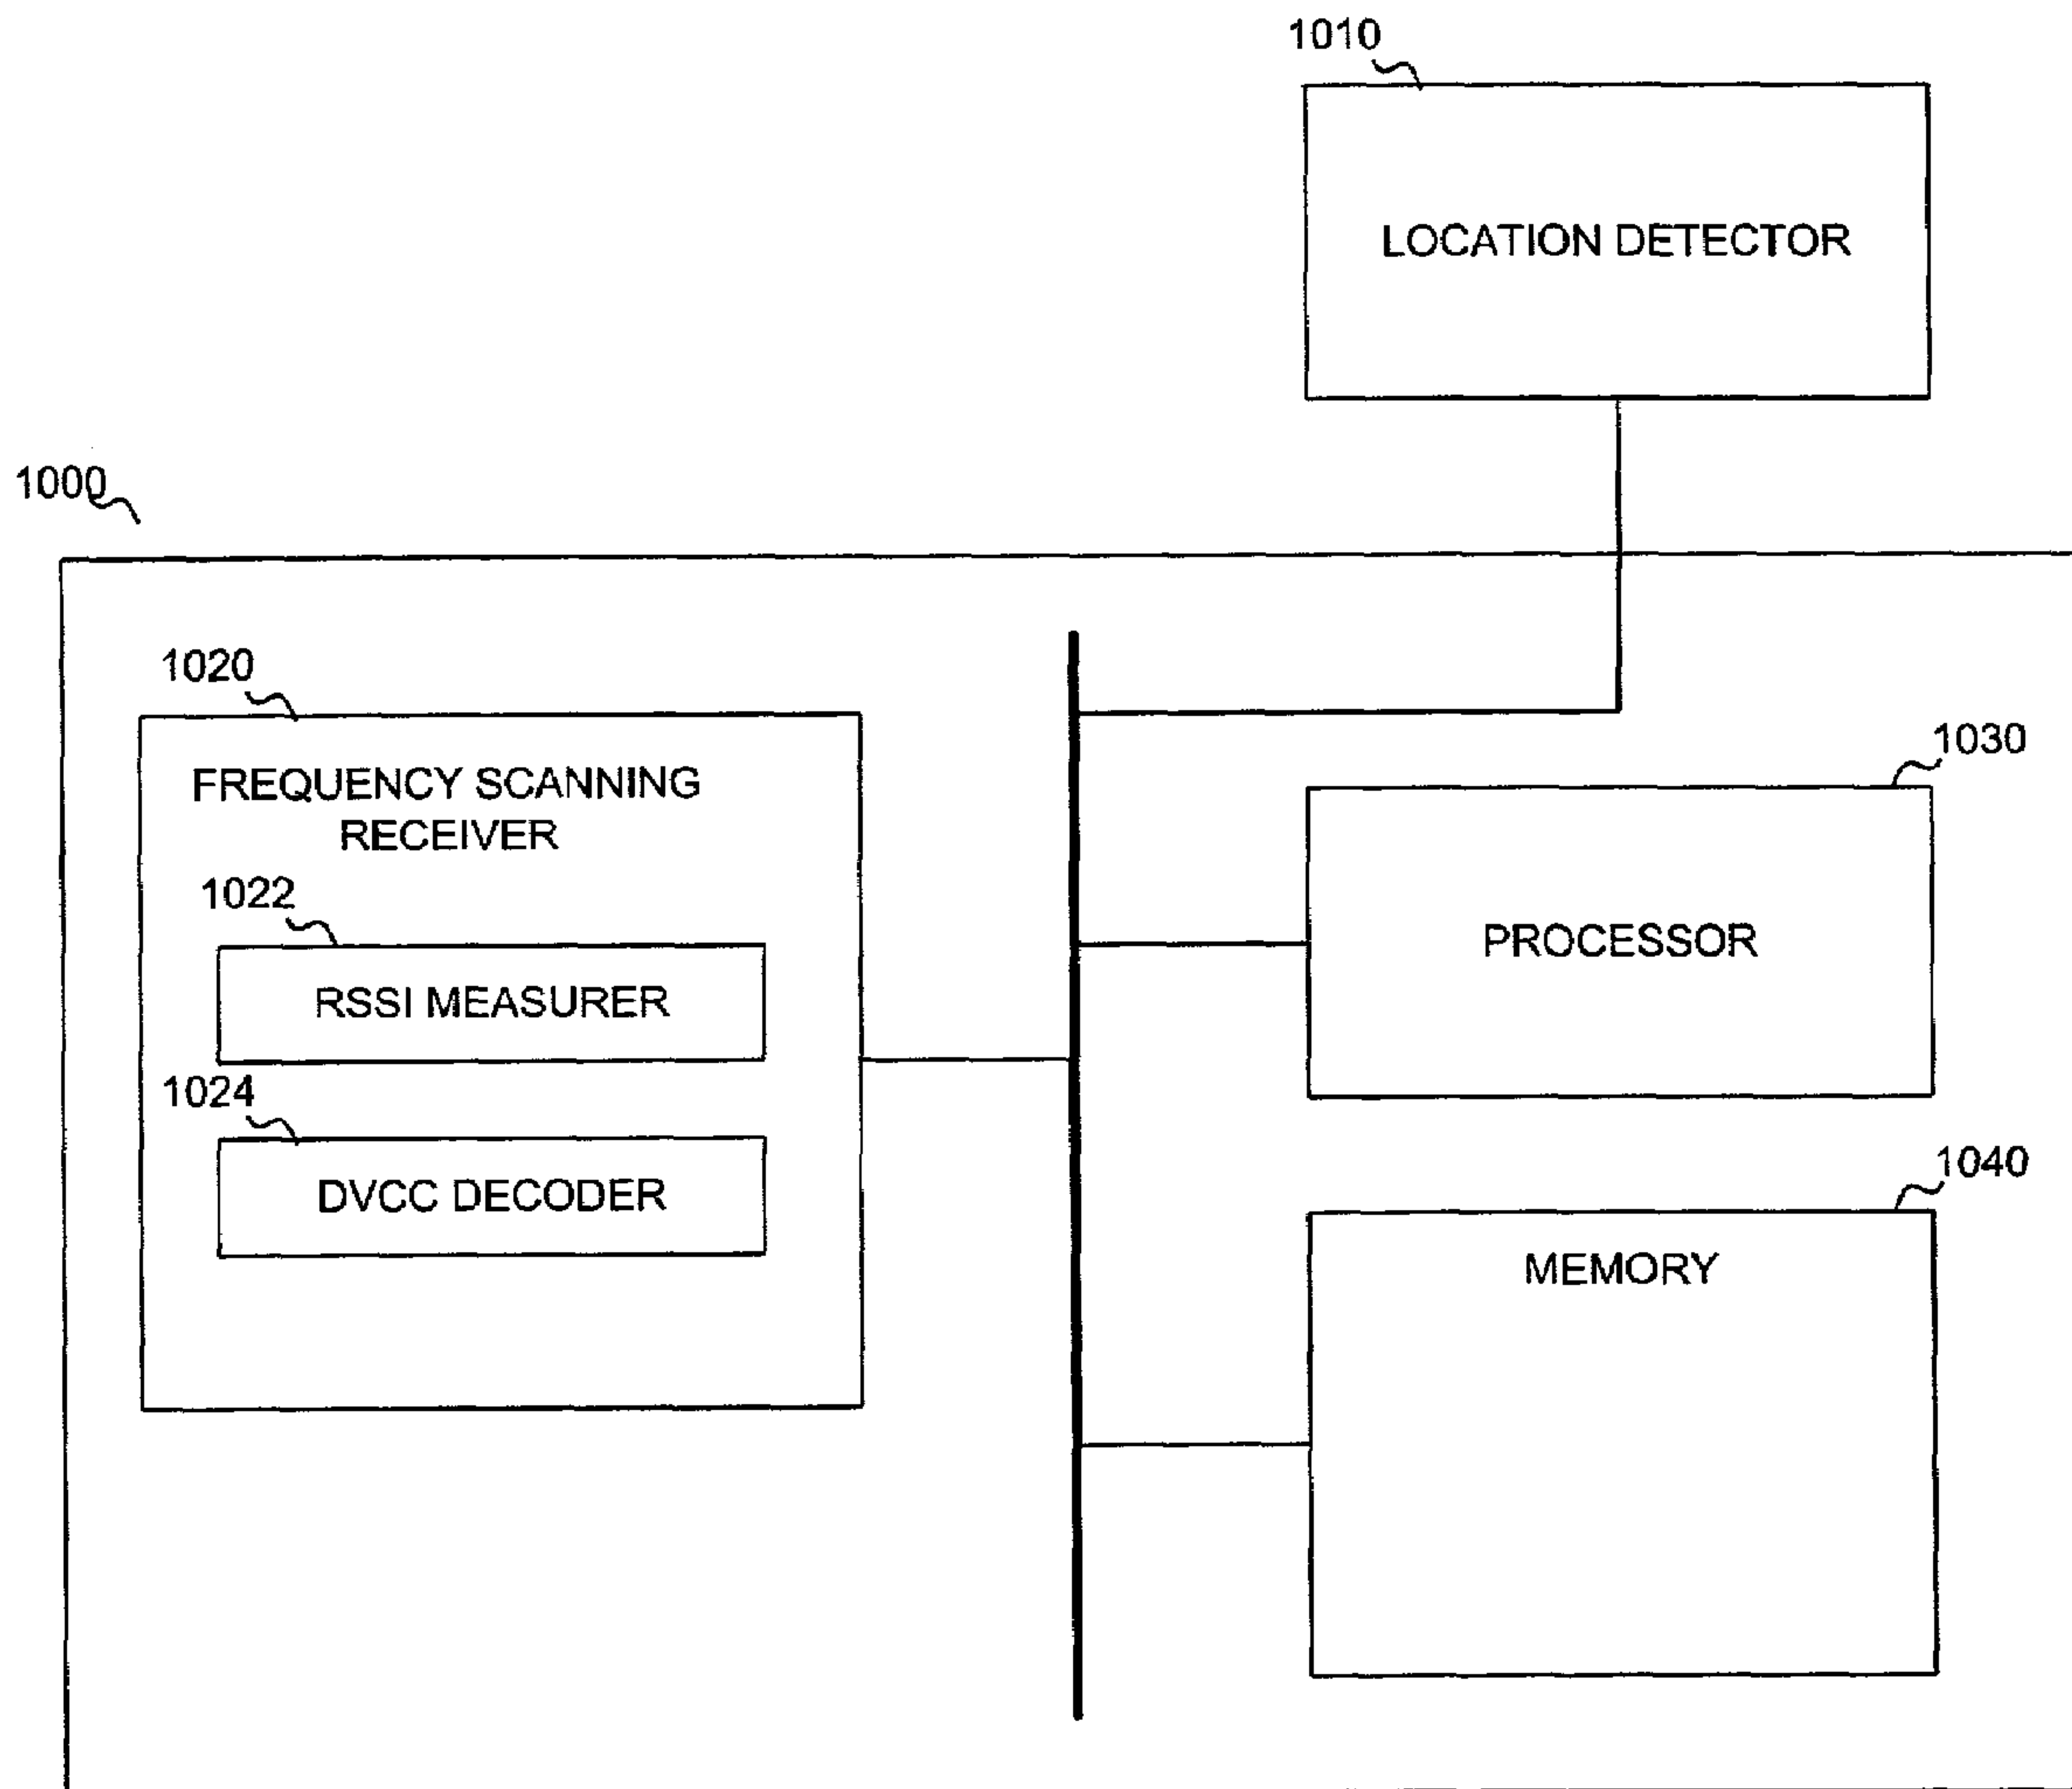 1010
LOCATION DETECTOR
1000
1020
FREQUENCY SCANNING
RECEIVER
1022
RSSI MEASURER
1024
DVCC DECODER
1030
PROCESSOR
1040
MEMORY